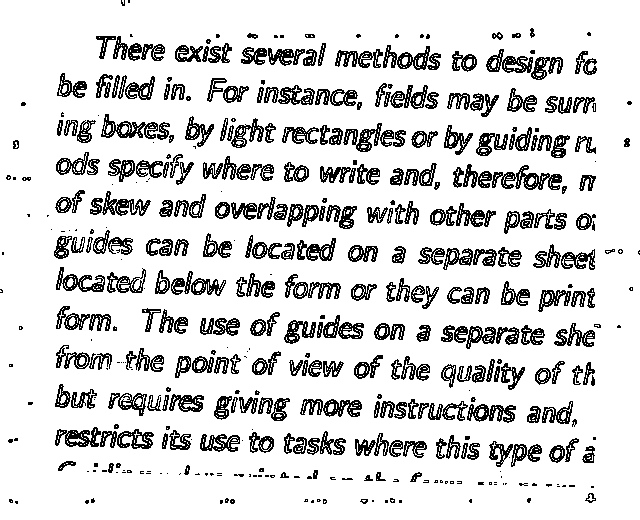 There exist several methods to design fo
be filled in. For instance, fields may be surr
ing boxes, by light rectangles or by guiding ru
ods specify where to write and, therefore, m
of skew and overlapping with other parts of
guides can be located on a separate sheet
located below the form or they can be print
form. The use of guides on a separate she
from the point of view of the quality of th
but requires giving more instructions and,
restricts its use to tasks where this type of a